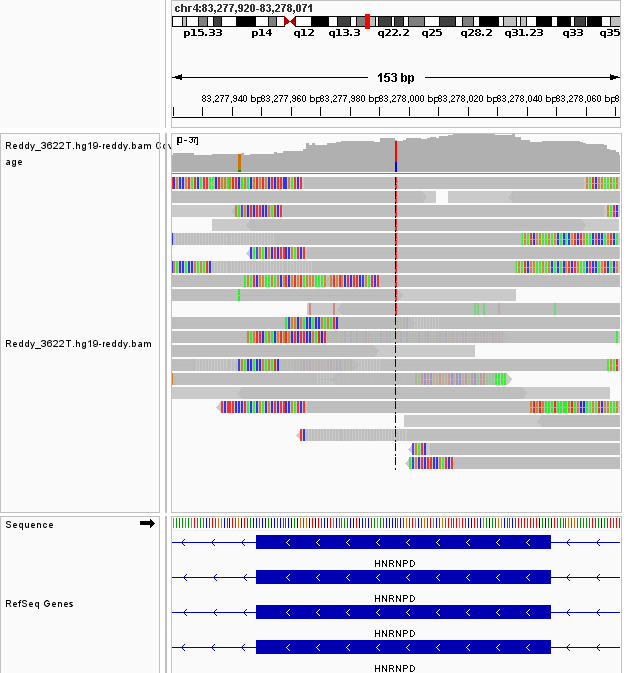 chr4:83,277,920-83,278,071
p15.33 p14 q12 q13.3 q22.2 q25 q28.2 q31.23 q33 q35
153 bp
83,277,940 bp 83,277,960 bp 83,277,980 bp 83,278,000 bp 83,278,020 bp 83,278,040 bp 83,278,060 bp
[0 - 37]
Reddy_3622T.hg19-reddy.bam Cov
age
Reddy_3622T.hg19-reddy.bam
Sequence
HNRNPD
HNRNPD
RefSeq Genes
HNRNPD
HNRNPD